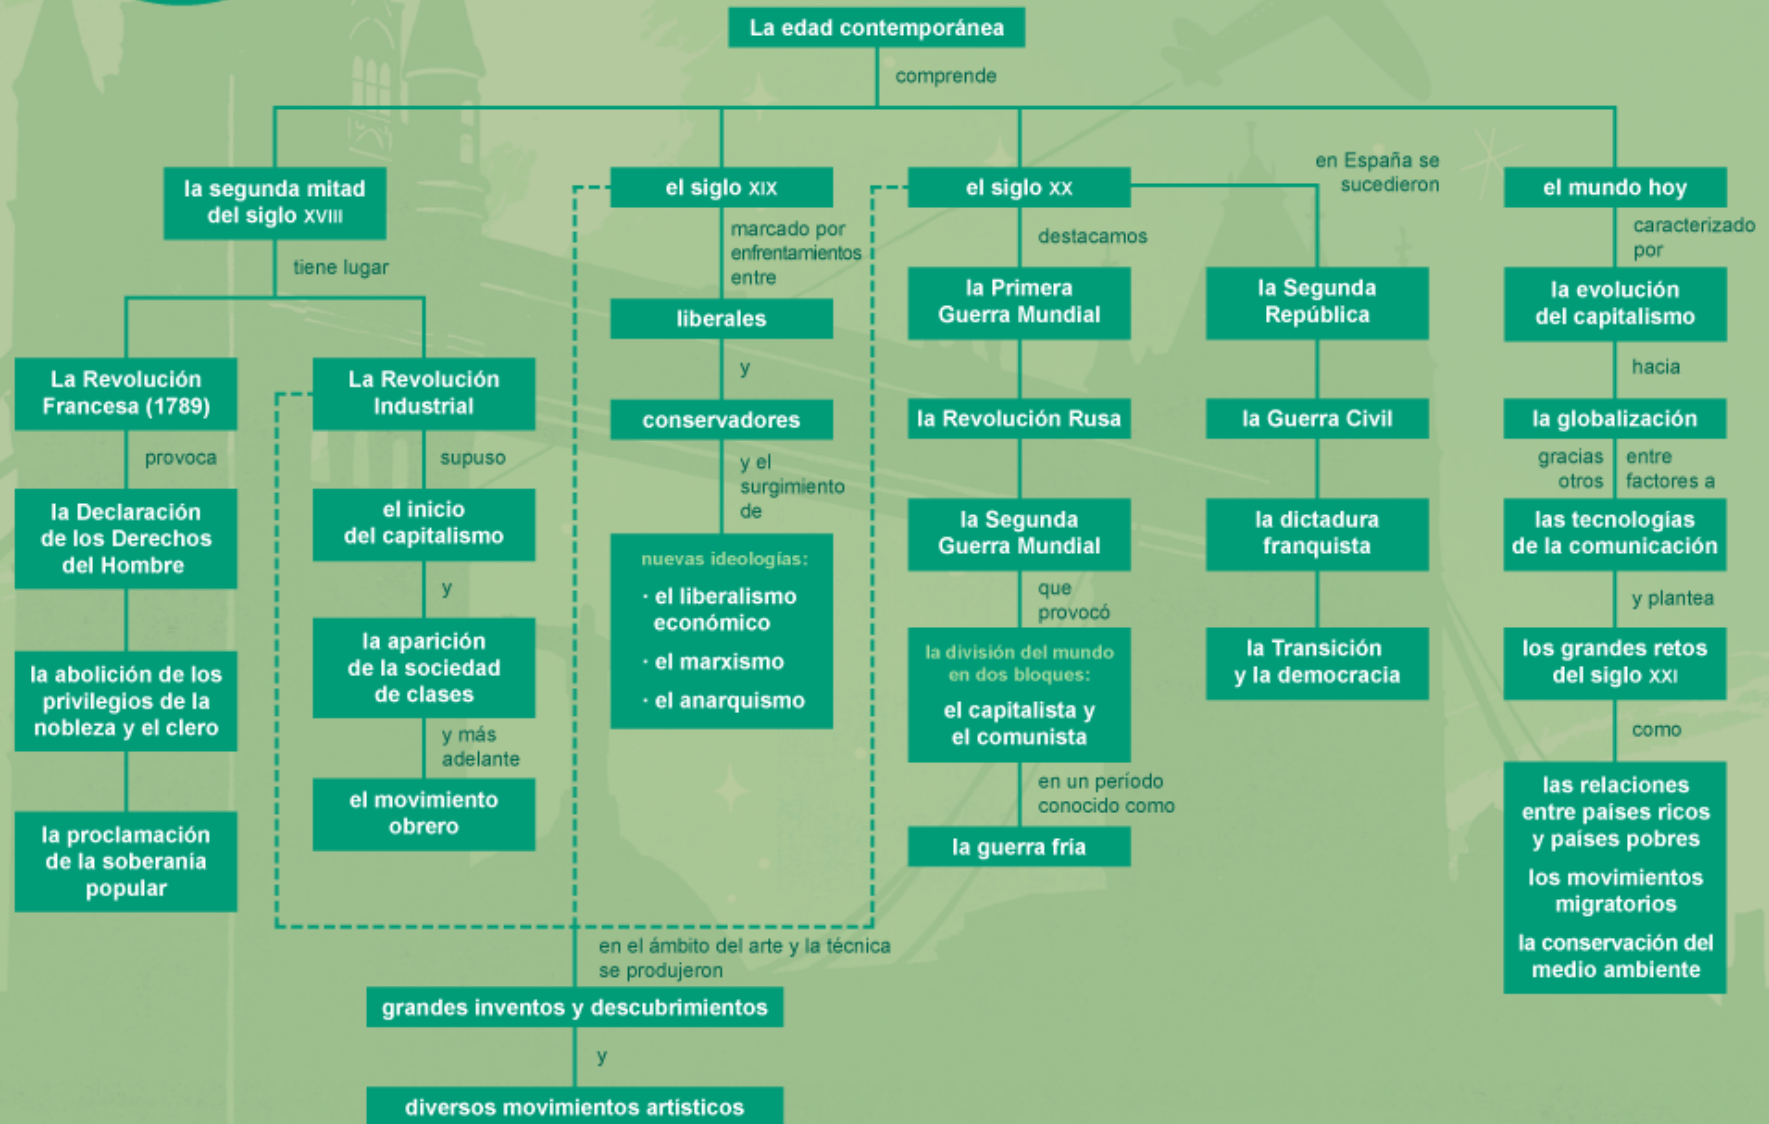 La edad contemporánea
comprende
la segunda mitad
del siglo XVIII
tiene lugar
La Revolución
Francesa (1789)
provoca
la Declaración
de los Derechos
del Hombre
la abolición de los
privilegios de la
nobleza y el clero
la proclamación
de la soberanía
popular
La Revolución
Industrial
supuso
el inicio
del capitalismo
y
la aparición
de la sociedad
de clases
y más
adelante
el movimiento
obrero
el siglo XIX
marcado por
enfrentamientos
entre
liberales
y
conservadores
y el
surgimiento
de
nuevas ideologías:
· el liberalismo
económico
· el marxismo
· el anarquismo
el siglo XX
destacamos
la Primera
Guerra Mundial
la Revolución Rusa
la Segunda
Guerra Mundial
que
provocó
la división del mundo
en dos bloques:
el capitalista y
el comunista
en un período
conocido como
la guerra fría
en España se
sucedieron
la Segunda
República
la Guerra Civil
la dictadura
franquista
la Transición
y la democracia
el mundo hoy
caracterizado
por
la evolución
del capitalismo
hacia
la globalización
gracias entre
otros factores a
las tecnologías
de la comunicación
y plantea
los grandes retos
del siglo XXI
como
las relaciones
entre países ricos
y países pobres
los movimientos
migratorios
la conservación del
medio ambiente
en el ámbito del arte y la técnica
se produjeron
grandes inventos y descubrimientos
y
diversos movimientos artísticos